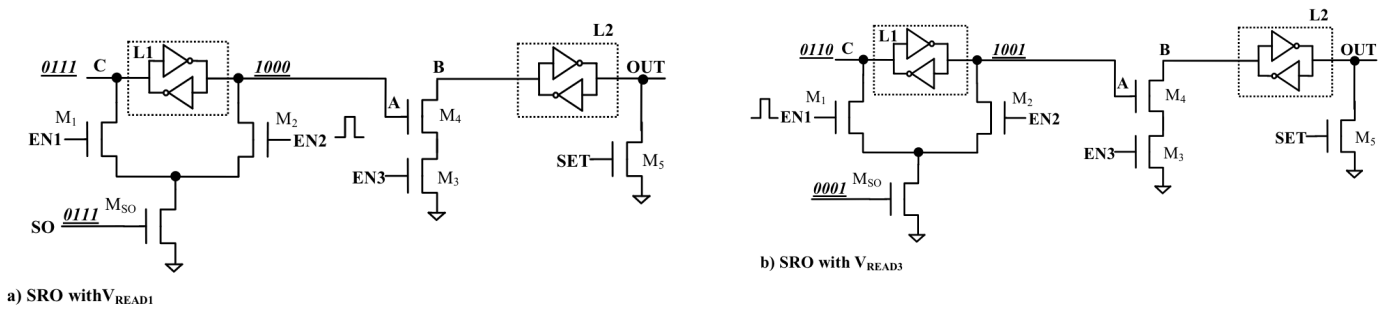 L1
C
0111
1000
M1
M2
EN1
EN2
MSO
SO
0111
A
B
M4
EN3
M3
L2
OUT
SET
M5
a) SRO withVREAD1
L1
C
0110
1001
M1
M2
EN1
EN2
MSO
0001
A
B
M4
EN3
M3
L2
OUT
SET
M5
b) SRO with VREAD3